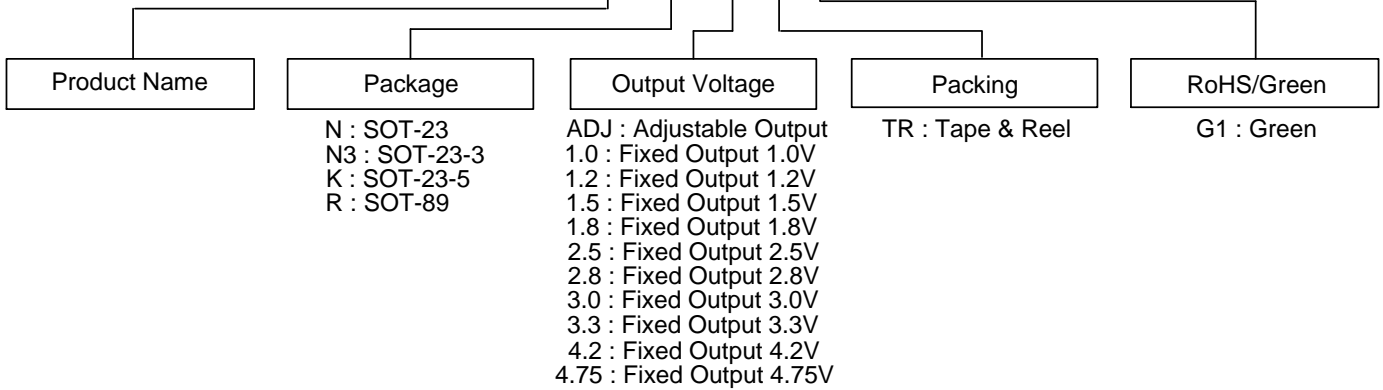 Product Name
Package
N : SOT-23
N3 : SOT-23-3
K : SOT-23-5
R : SOT-89
Output Voltage
ADJ : Adjustable Output
1.0 : Fixed Output 1.0V
1.2 : Fixed Output 1.2V
1.5 : Fixed Output 1.5V
1.8 : Fixed Output 1.8V
2.5 : Fixed Output 2.5V
2.8 : Fixed Output 2.8V
3.0 : Fixed Output 3.0V
3.3 : Fixed Output 3.3V
4.2 : Fixed Output 4.2V
4.75 : Fixed Output 4.75V
Packing
TR : Tape & Reel
RoHS/Green
G1 : Green